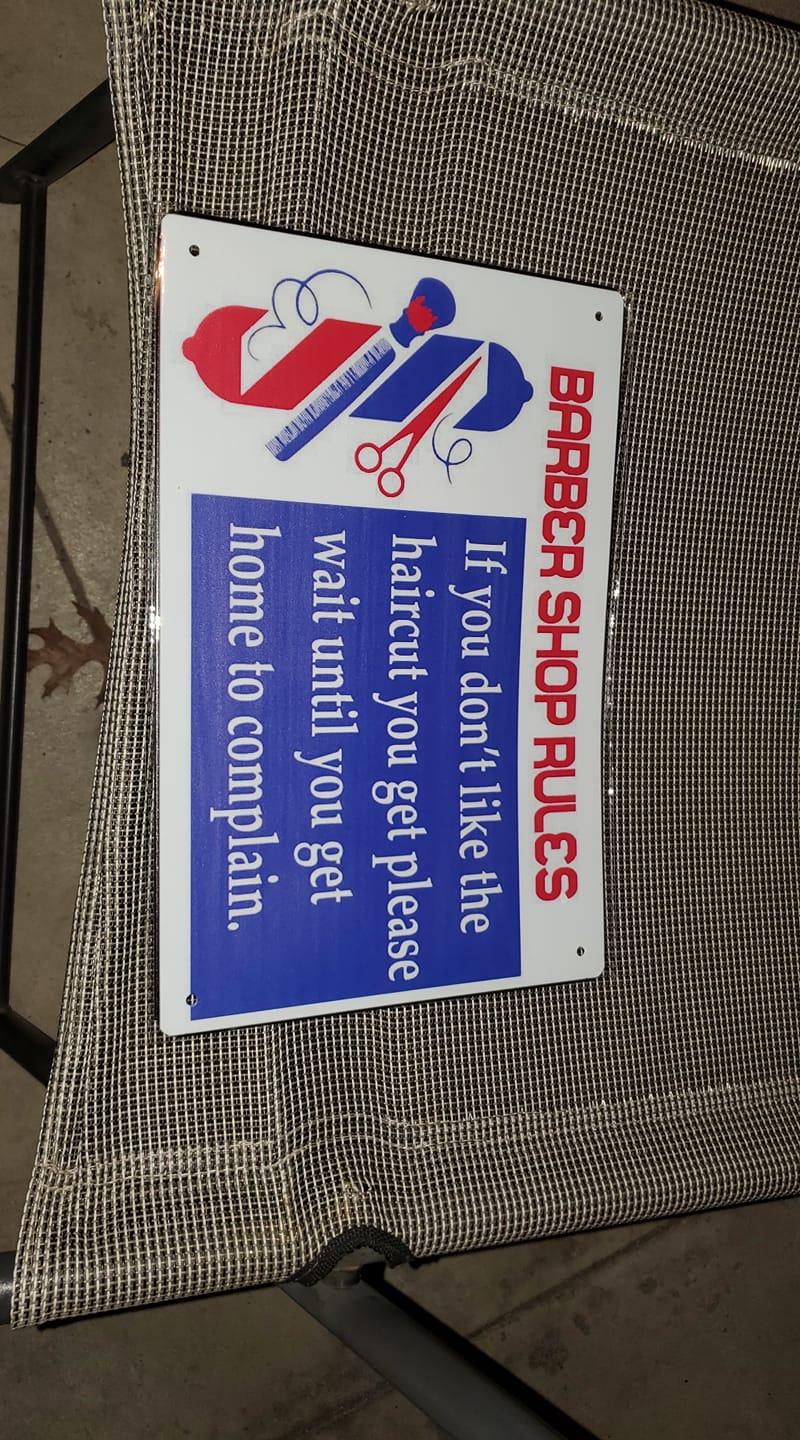 BARBER SHOP RULES
If you don't like the
haircut you get please
wait until you get
home to complain.